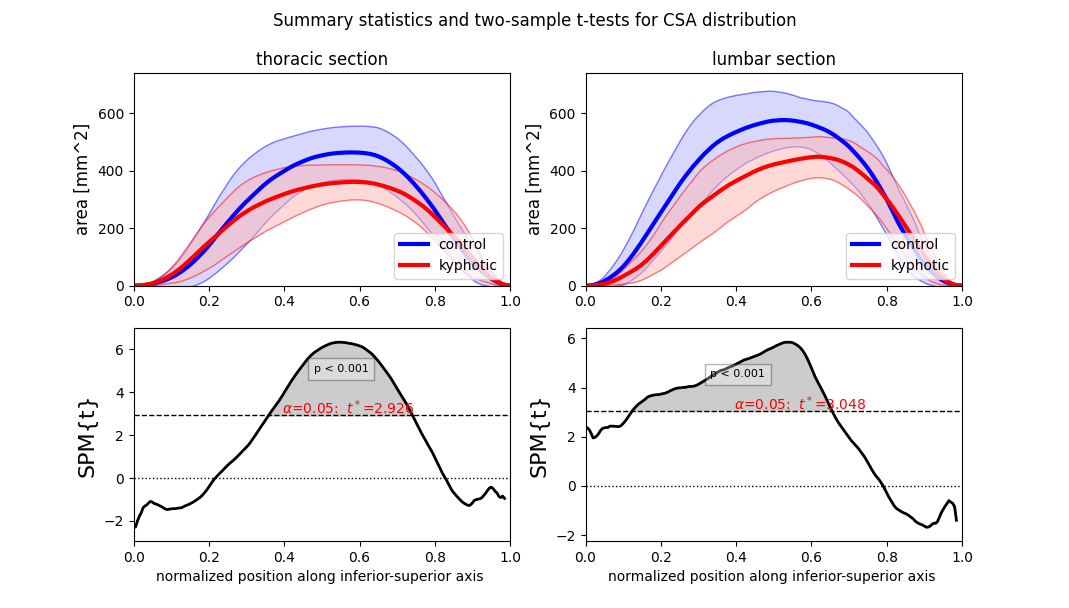 Summary statistics and two-sample t-tests for CSA distribution
thoracic section
area [mm^2]
600
400
200
0
control
kyphotic
0.0 0.2 0.4 0.6 0.8 1.0
lumbar section
area [mm^2]
600
400
200
0
control
kyphotic
0.0 0.2 0.4 0.6 0.8 1.0
SPM{t}
6
4
2
0
−2
p < 0.001
α=0.05: t*=2.926
0.0 0.2 0.4 0.6 0.8 1.0
normalized position along inferior-superior axis
SPM{t}
6
4
2
0
−2
p < 0.001
α=0.05: t*=3.048
0.0 0.2 0.4 0.6 0.8 1.0
normalized position along inferior-superior axis